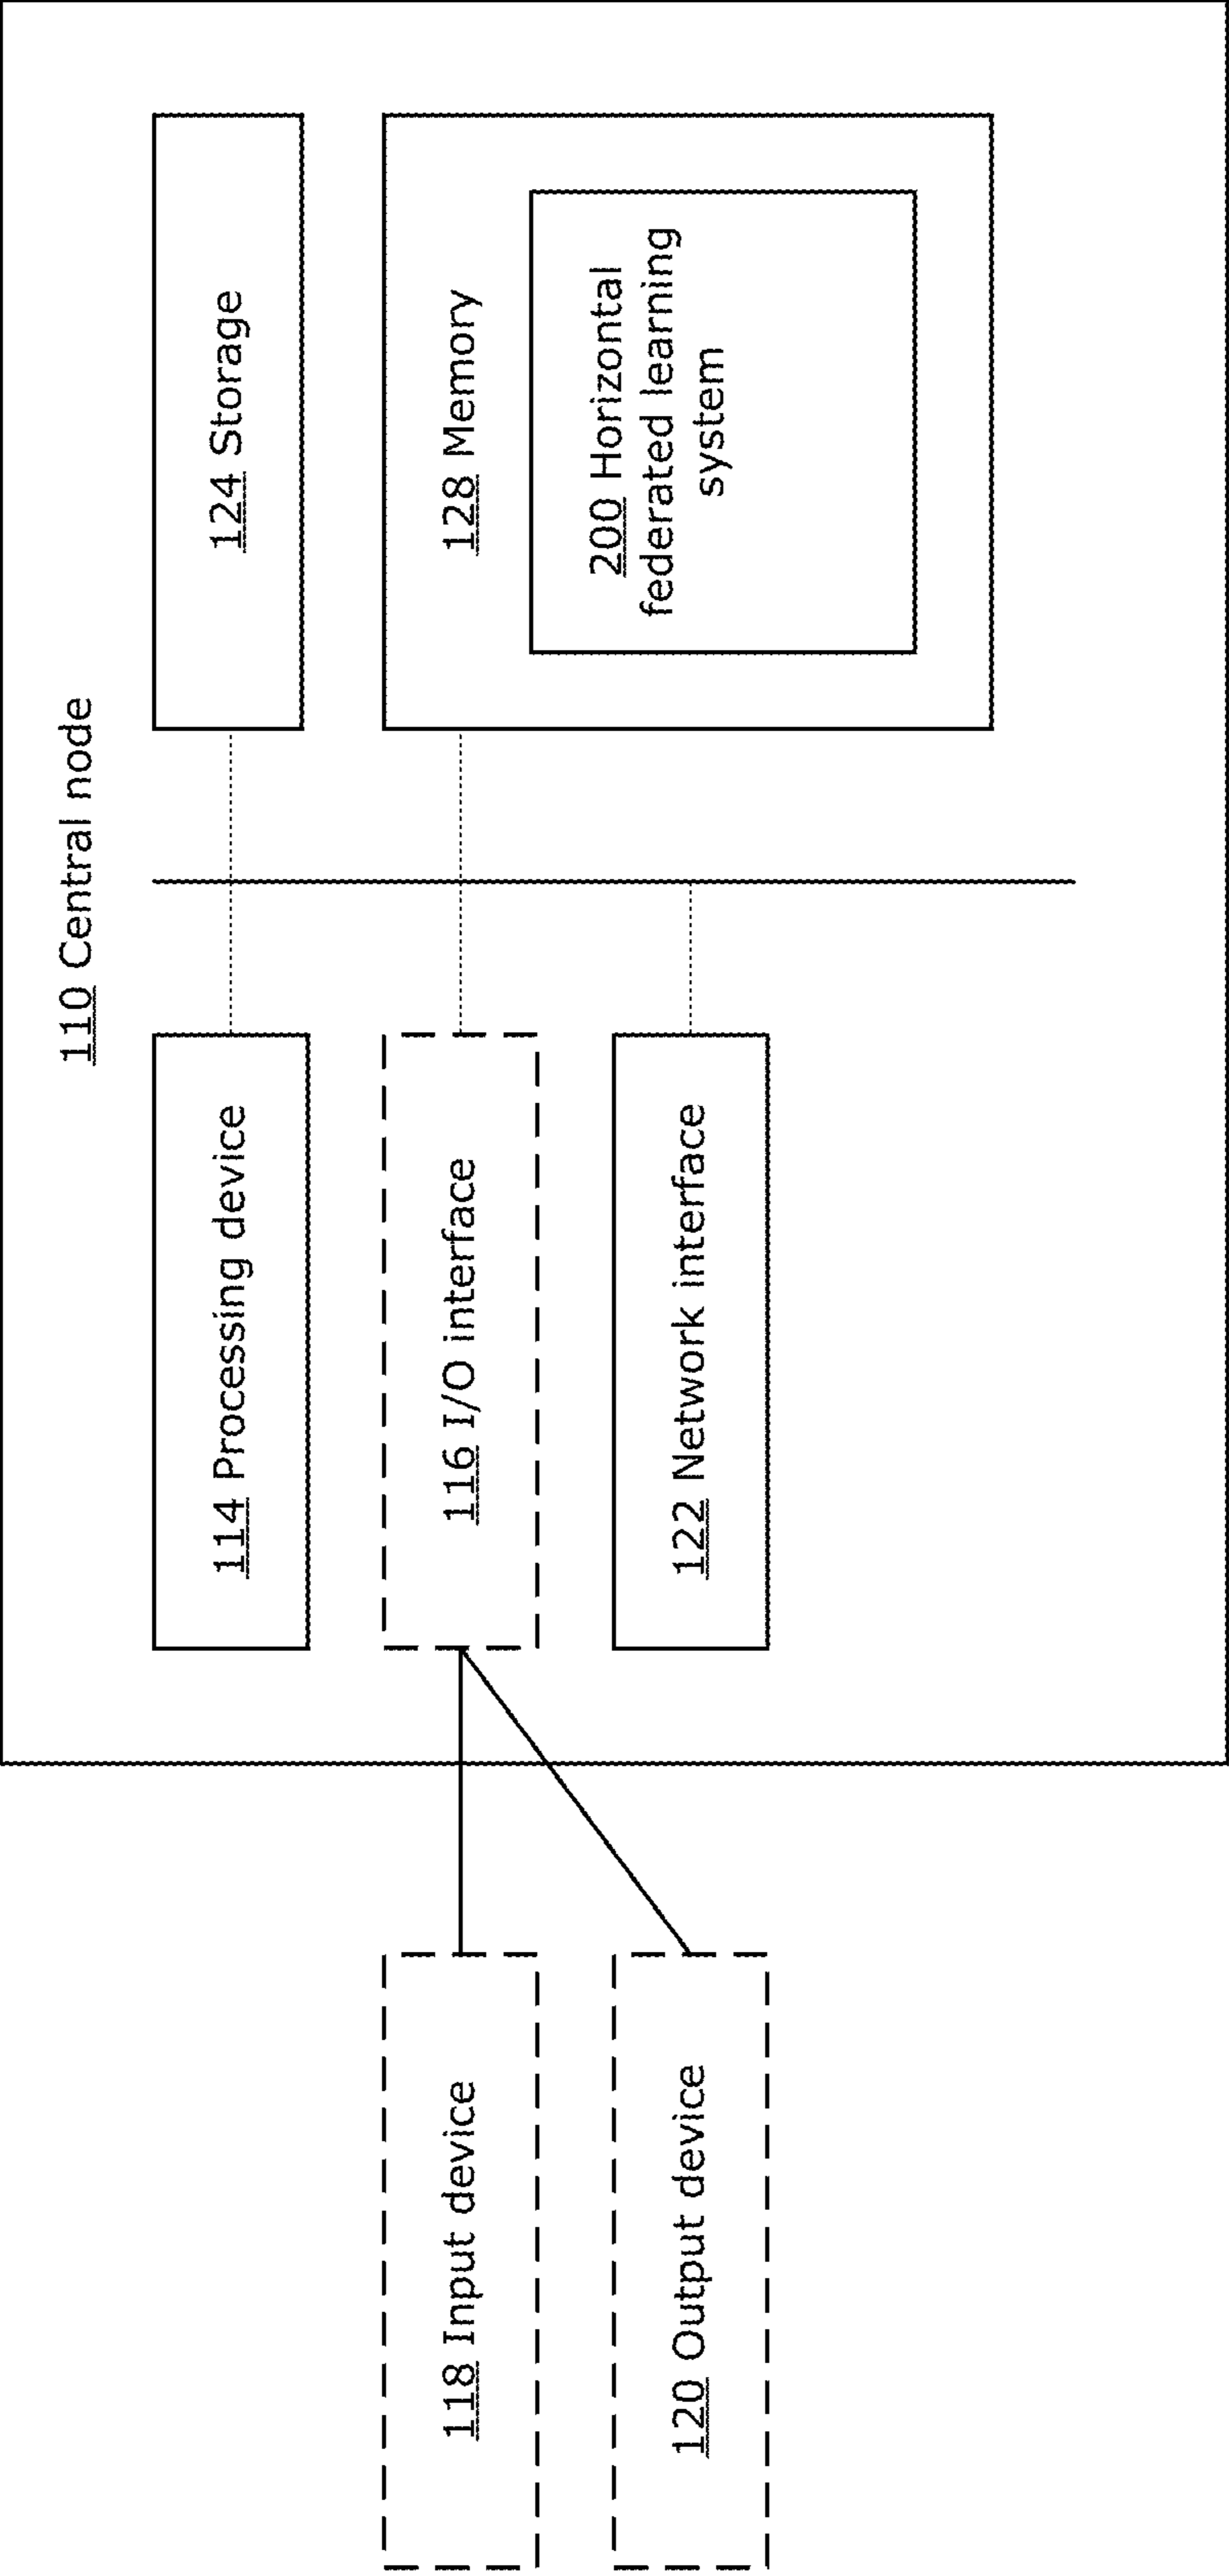 110 Central node
114 Processing device
124 Storage
118 Input device
116 I/O interface
128 Memory
120 Output device
122 Network interface
200 Horizontal
federated learning
system